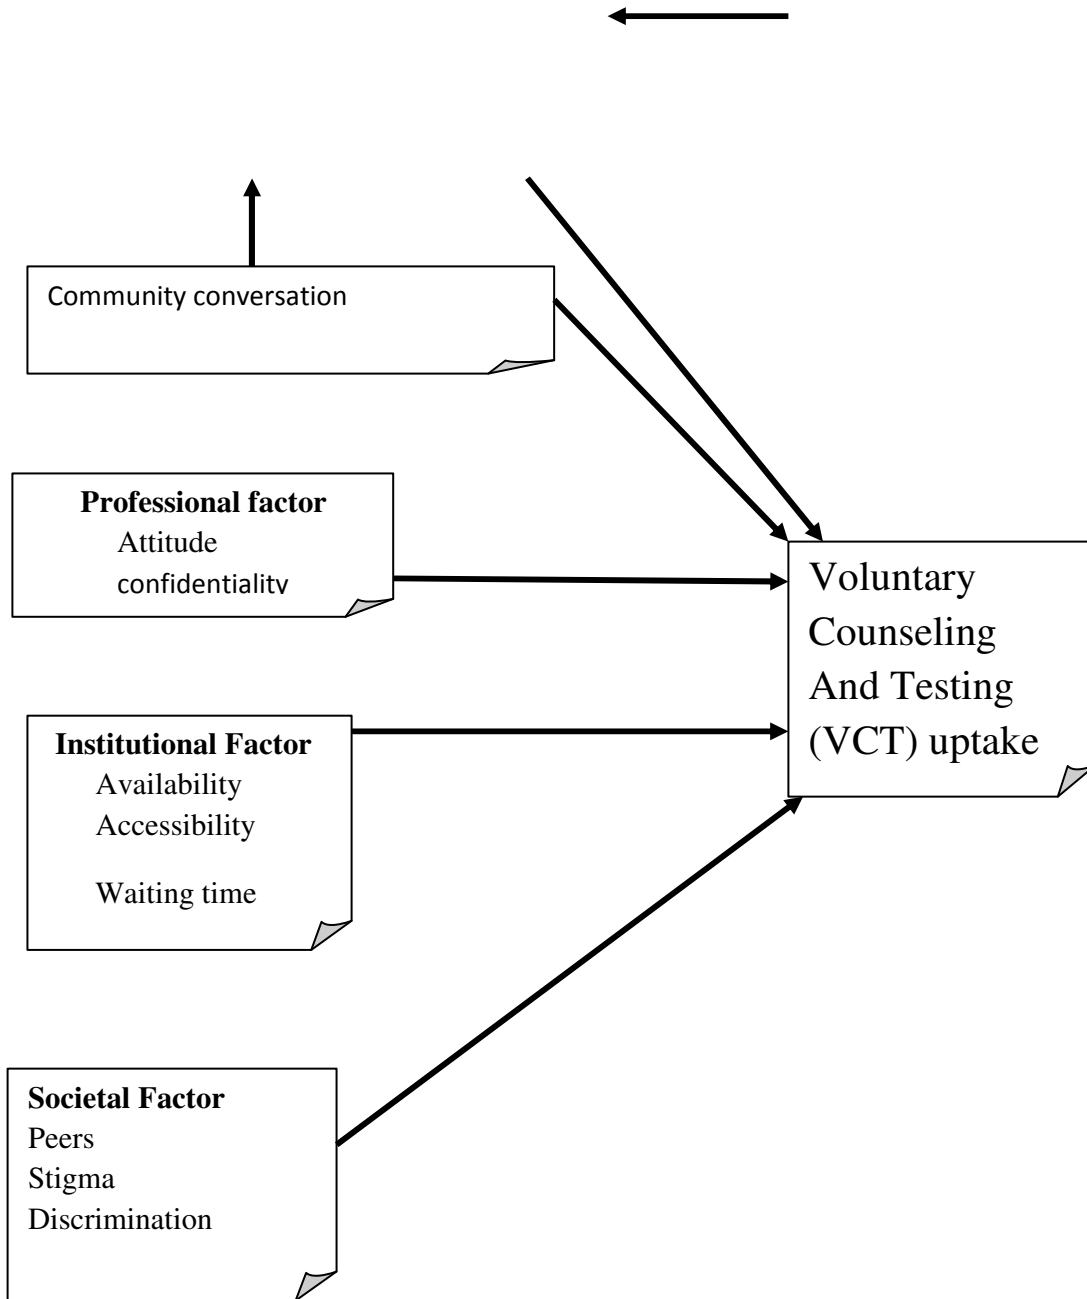 Community conversation
Professional factor
Attitude
confidentiality
Institutional Factor
Availability
Accessibility
Waiting time
Societal Factor
Peers
Stigma
Discrimination
Voluntary
Counseling
And Testing
(VCT) uptake